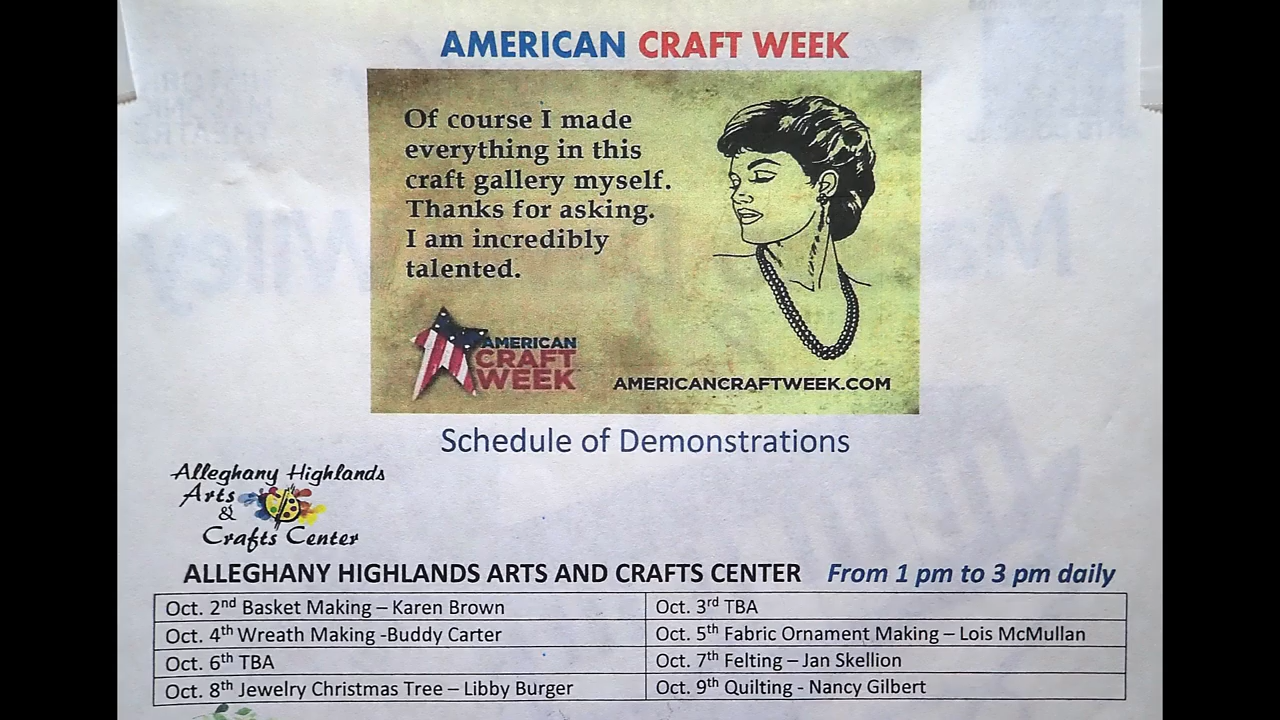 AMERICAN CRAFT WEEK
Of course I made
everything in this
craft gallery myself.
Thanks for asking.
I am incredibly
talented.
AMERICAN
CRAFT
WEEK
AMERICANCRAFTWEEK.COM
Schedule of Demonstrations
Alleghany Highlands
Arts
&
Crafts Center
ALLEGHANY HIGHLANDS ARTS AND CRAFTS CENTER From 1 pm to 3 pm daily
Oct. 2nd Basket Making – Karen Brown
Oct. 3rd TBA
Oct. 4th Wreath Making -Buddy Carter
Oct. 5th Fabric Ornament Making – Lois McMullan
Oct. 6th TBA
Oct. 7th Felting – Jan Skellion
Oct. 8th Jewelry Christmas Tree – Libby Burger
Oct. 9th Quilting - Nancy Gilbert